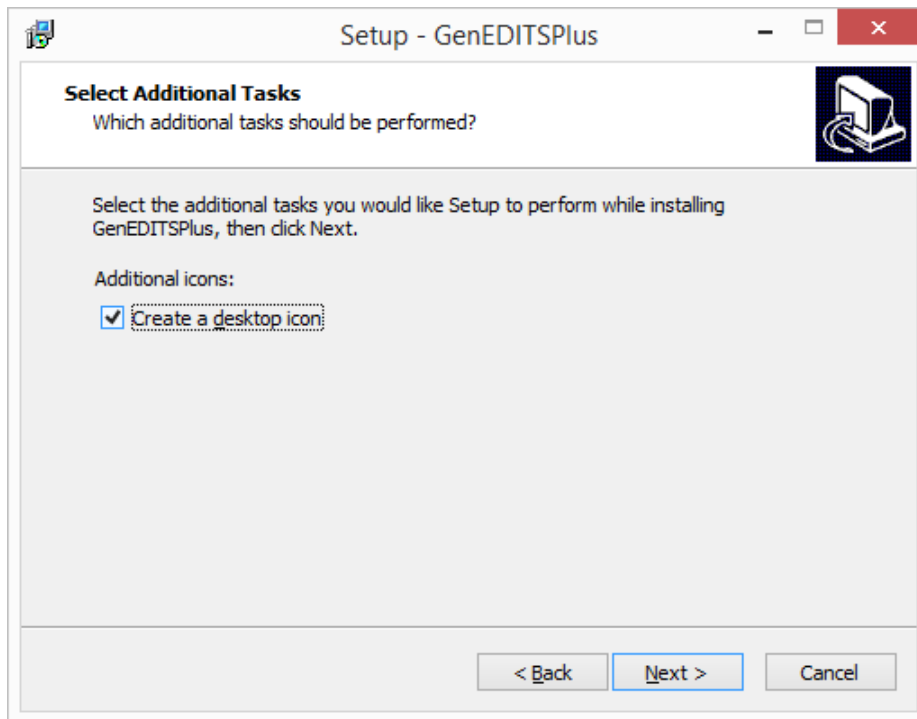 Setup - GenEDITSPlus
Select Additional Tasks
Which additional tasks should be performed?
Select the additional tasks you would like Setup to perform while installing
GenEDITSPlus, then click Next.
Additional icons:
Create a desktop icon
< Back Next > Cancel